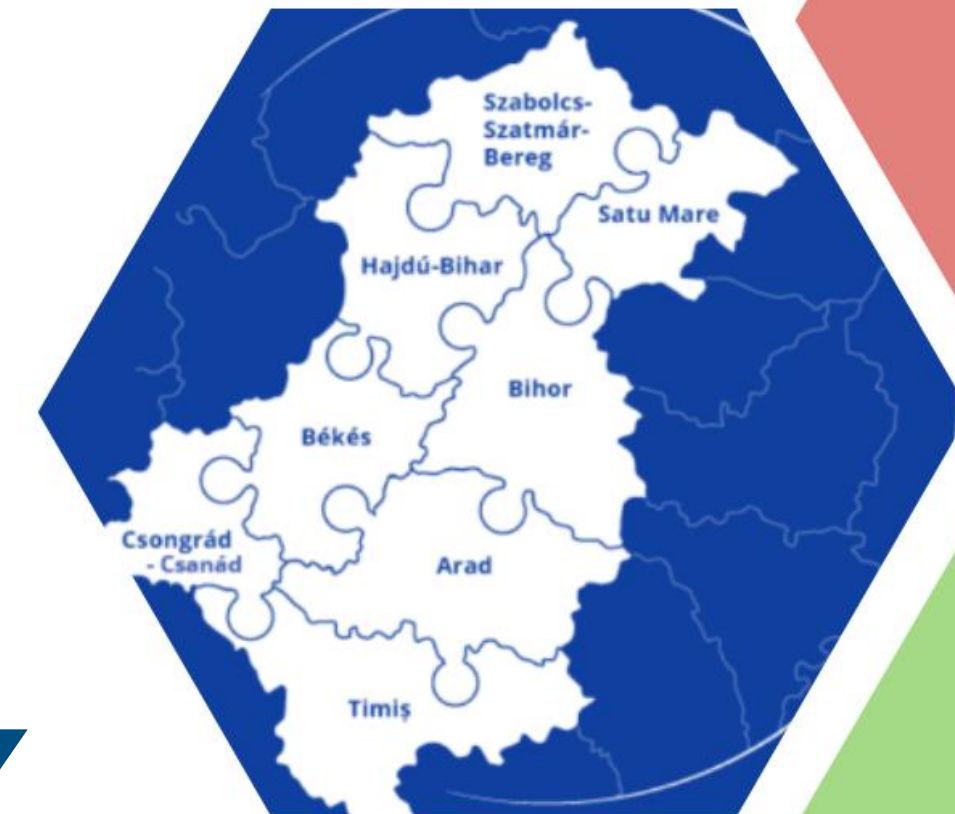 Szabolcs-
Szatmár-
Bereg
Satu Mare
Hajdú-Bihar
Bihor
Békés
Csongrád
- Csanád
Arad
Timiș